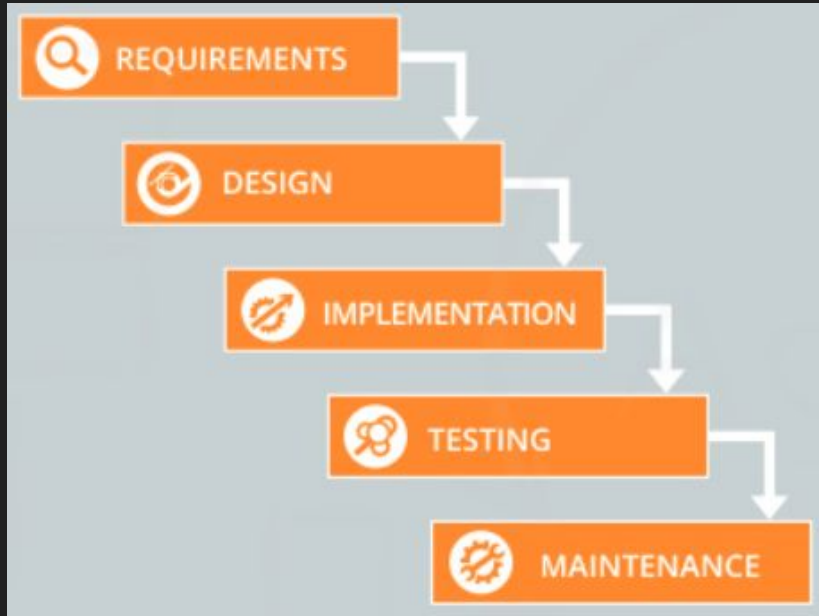 REQUIREMENTS
DESIGN
IMPLEMENTATION
TESTING
MAINTENANCE